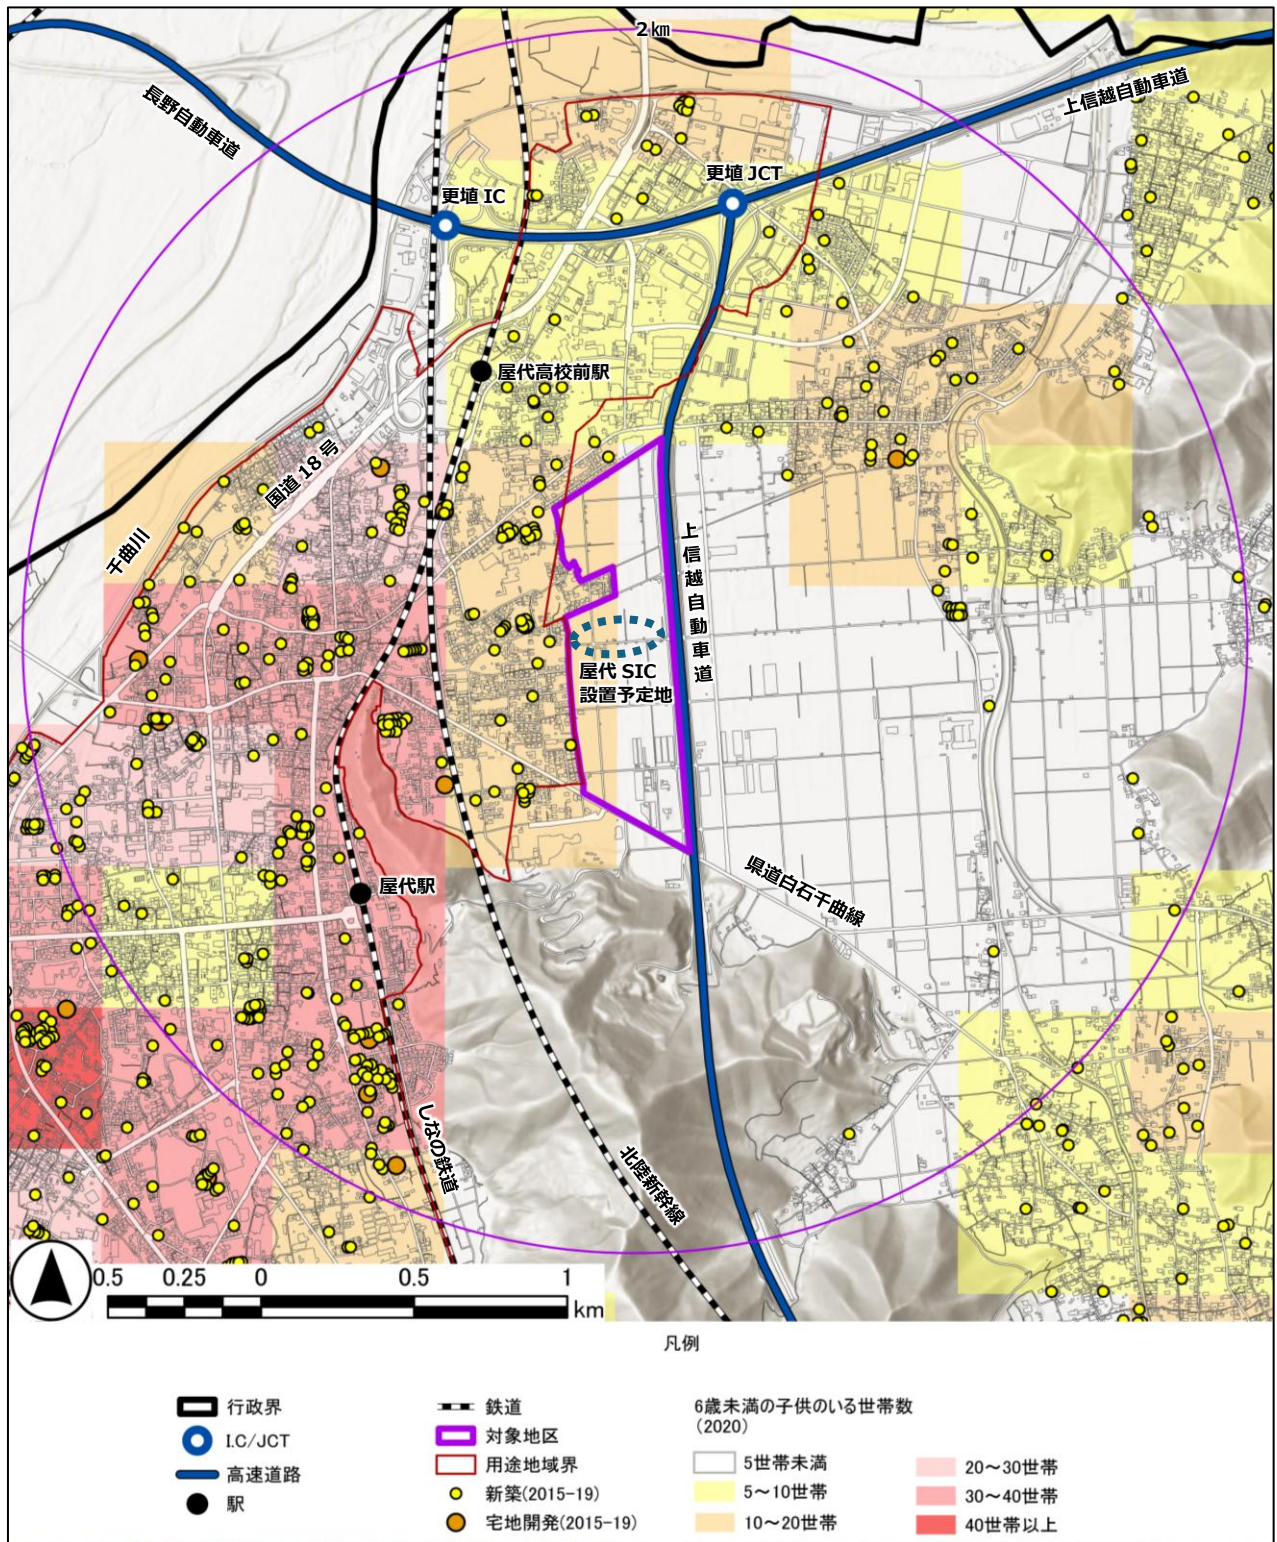 2㎞
上信越自動車道
長野自動車道
更埴 JCT
更埴 IC
屋代高校前駅
国道 18 号
千曲川
上信越自動車道
屋代 SIC
設置予定地
県道白石千曲線
屋代駅
しなの鉄道
北陸新幹線
0.5 0.25 0 0.5 1
km
凡例
行政界
I.C/JCT
高速道路
駅
鉄道
対象地区
用途地域界
新築(2015-19)
宅地開発(2015-19)
6歳未満の子供のいる世帯数
(2020)
5世帯未満
5～10世帯
10～20世帯
20～30世帯
30～40世帯
40世帯以上